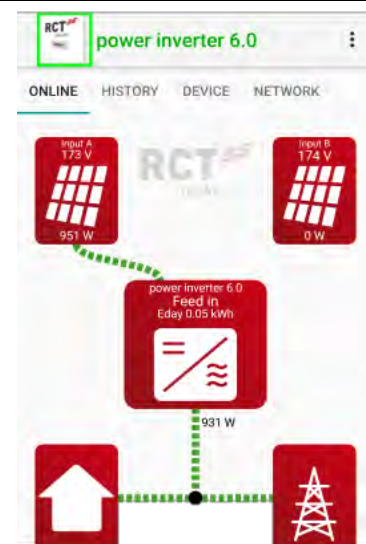 RCT
power inverter 6.0
ONLINE HISTORY DEVICE NETWORK
Input A
173 V
951 W
RCT
Input B
174 V
0 W
power inverter 6.0
Feed in
Eday 0.05 kWh
931 W